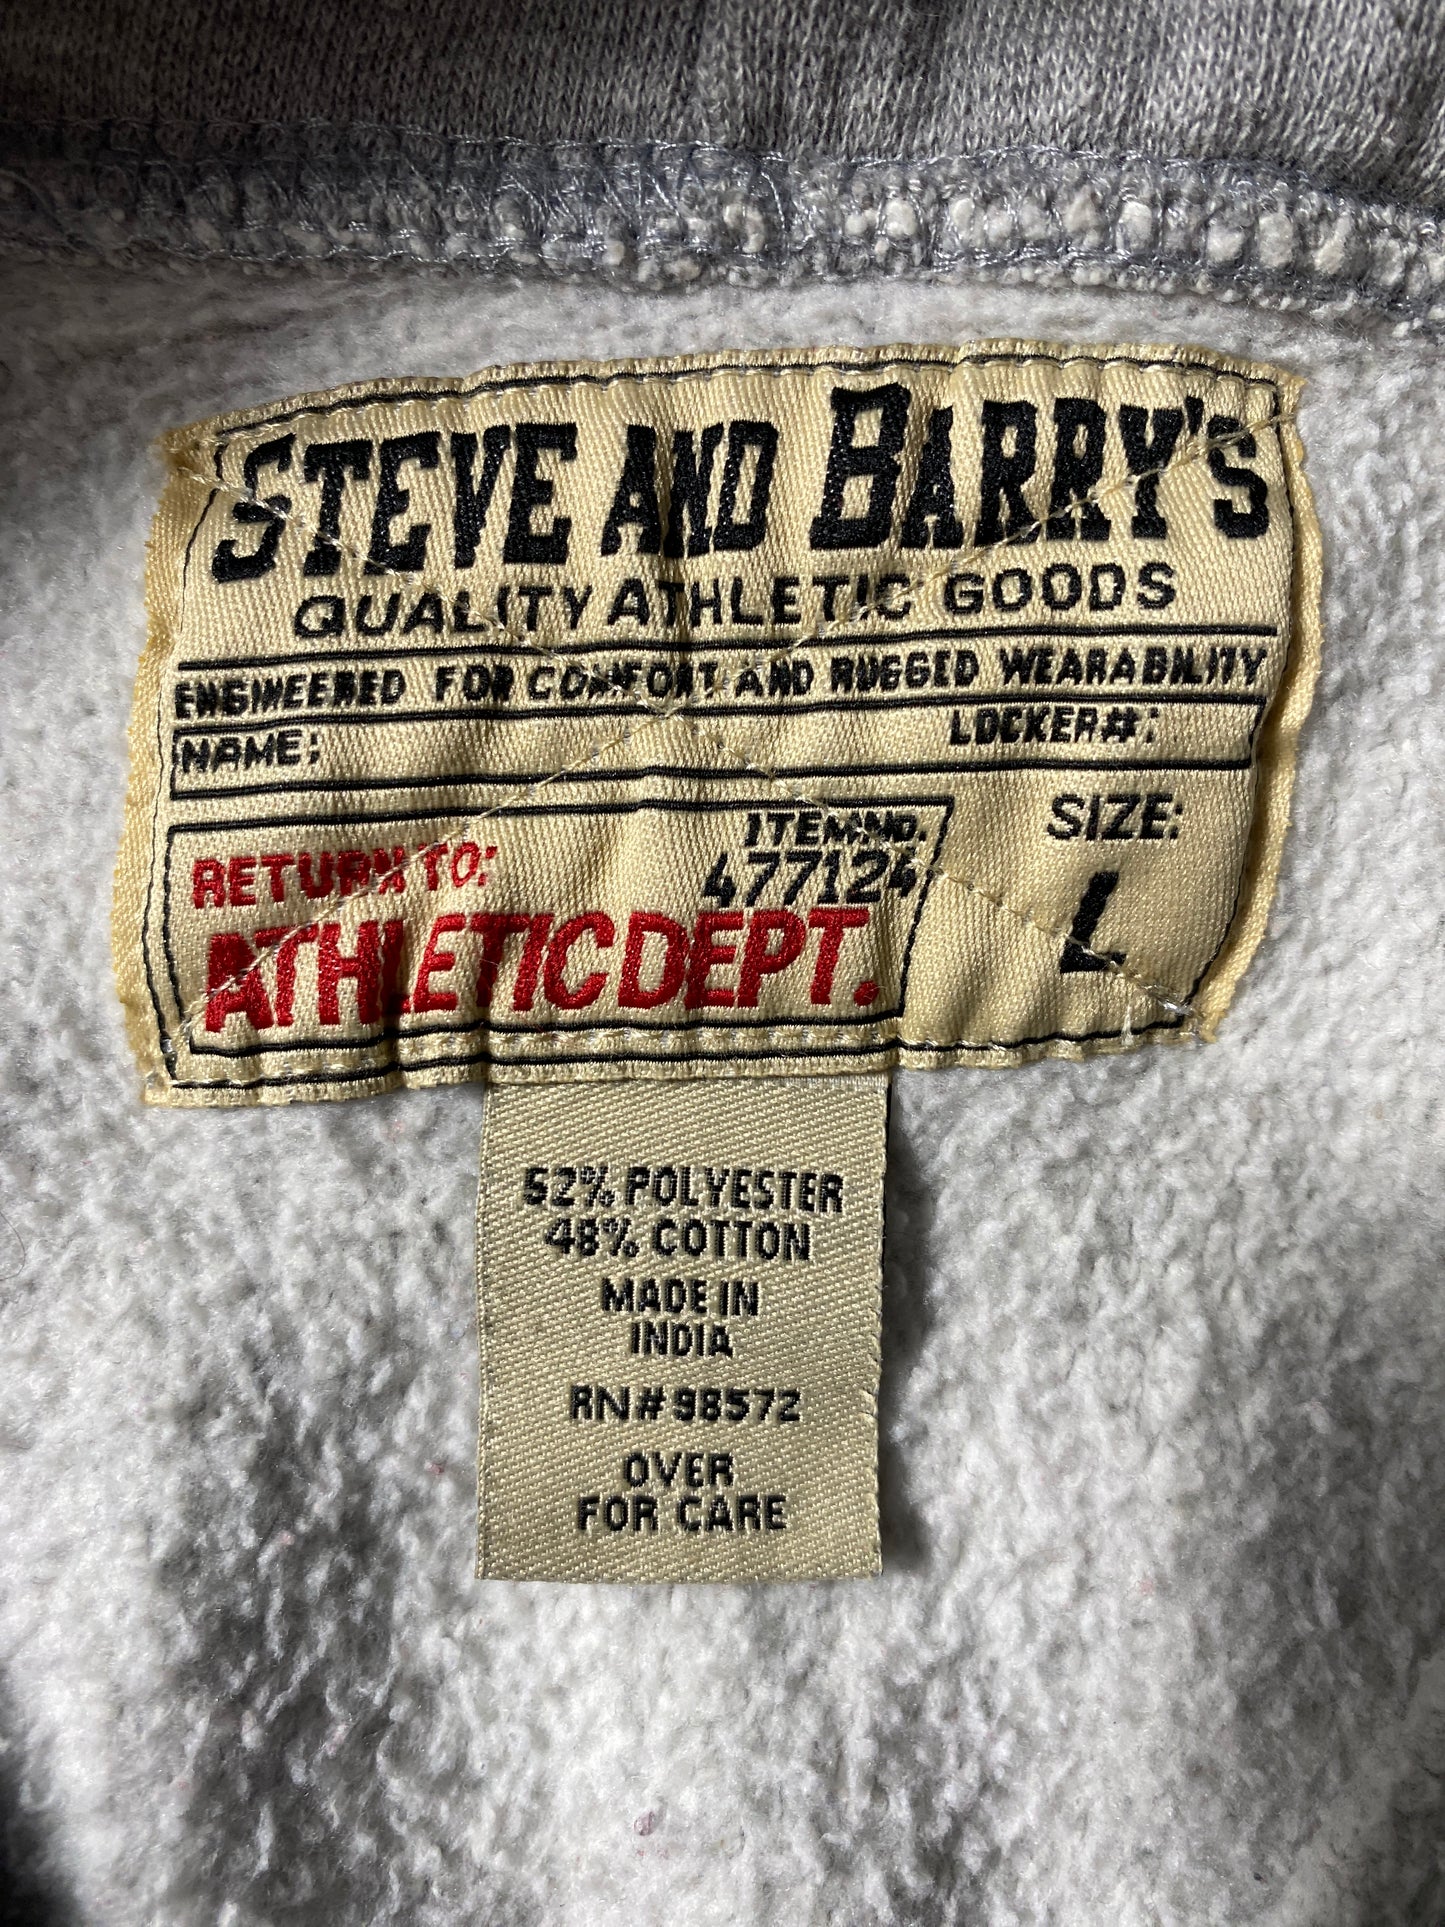 STEVE AND BARRY'S
QUALITY ATHLETIC GOODS
ENGINEERED FOR COMFORT AND RUGGED WEARABILITY
NAME: LOCKER#:
ITEM NO. SIZE:
RETURN TO: 477124 L
ATHLETIC DEPT.
52% POLYESTER
48% COTTON
MADE IN
INDIA
RN# 98572
OVER
FOR CARE